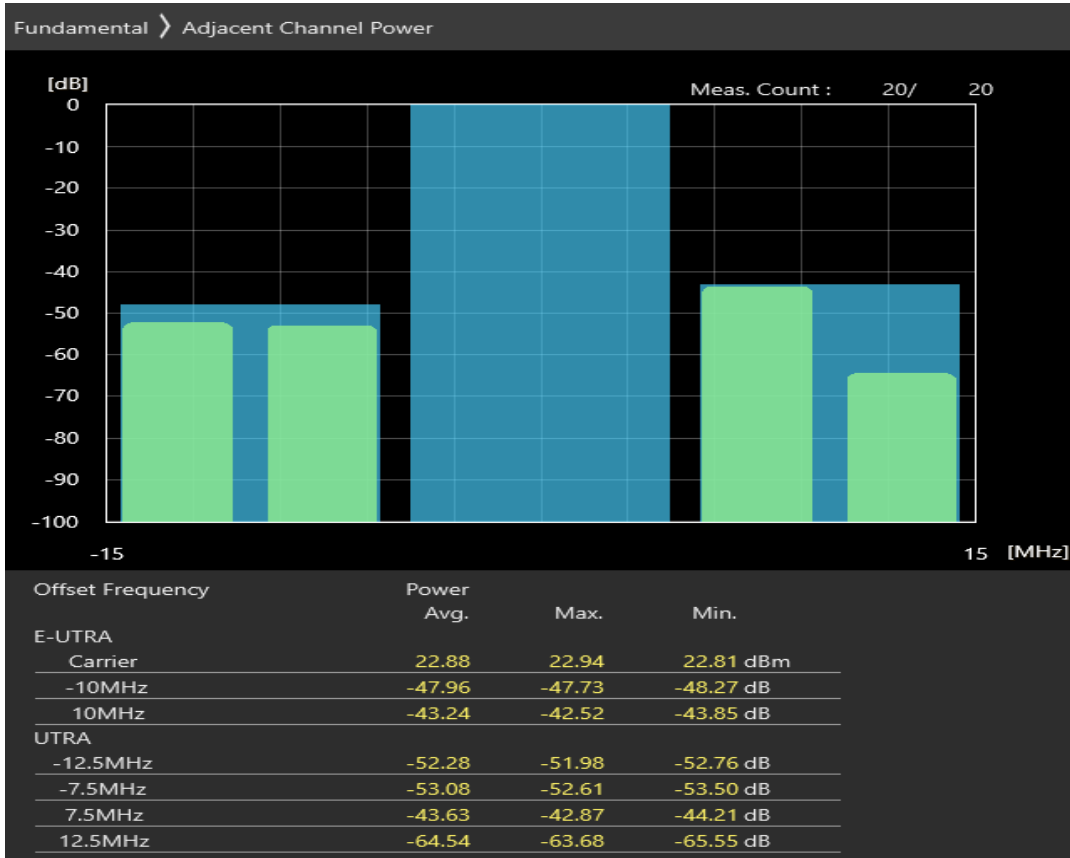 Fundamental 》 Adjacent Channel Power
[dB]
Meas. Count : 20/ 20
0
-10
-20
-30
-40
-50
-60
-70
-80
-90
-100
-15 15 [MHz]
Offset Frequency Power
Avg. Max. Min.
E-UTRA
Carrier 22.88 22.94 22.81 dBm
-10MHz -47.96 -47.73 -48.27 dB
10MHz -43.24 -42.52 -43.85 dB
UTRA
-12.5MHz -52.28 -51.98 -52.76 dB
-7.5MHz -53.08 -52.61 -53.50 dB
7.5MHz -43.63 -42.87 -44.21 dB
12.5MHz -64.54 -63.68 -65.55 dB